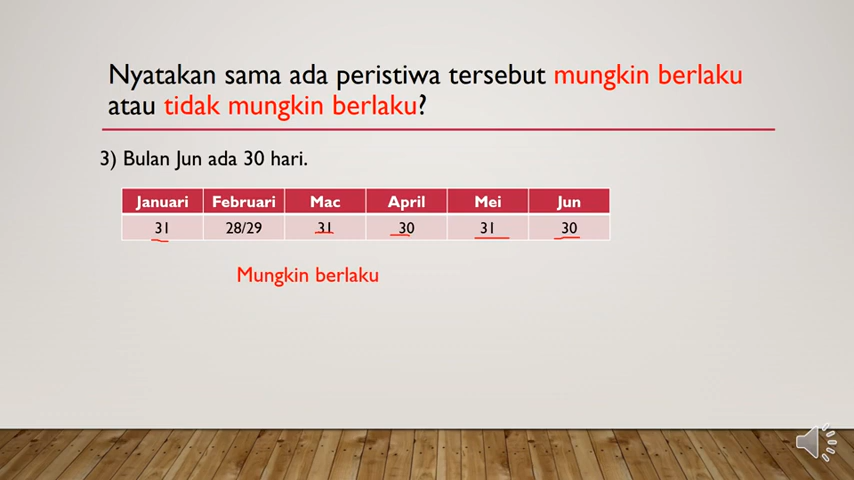 Nyatakan sama ada peristiwa tersebut mungkin berlaku
atau tidak mungkin berlaku?
3) Bulan Jun ada 30 hari.
Januari Februari Mac April Mei Jun
31 28/29 31 30 31 30
Mungkin berlaku